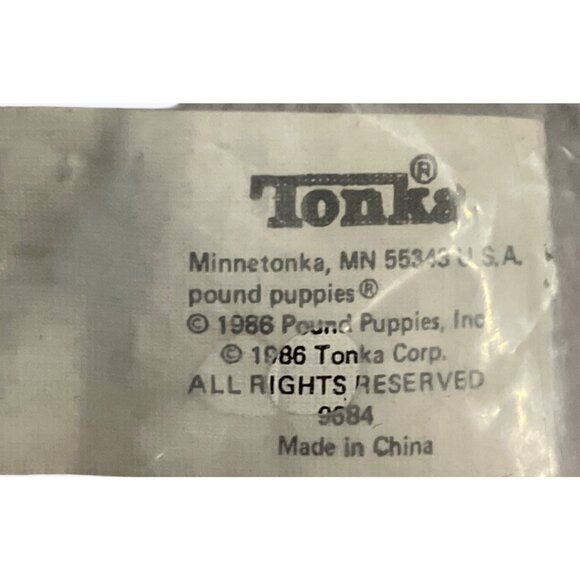 Tonka®
Minnetonka, MN 55343 U.S.A.
pound puppies®
© 1986 Pound Puppies, Inc
© 1986 Tonka Corp.
ALL RIGHTS RESERVED
9684
Made in China